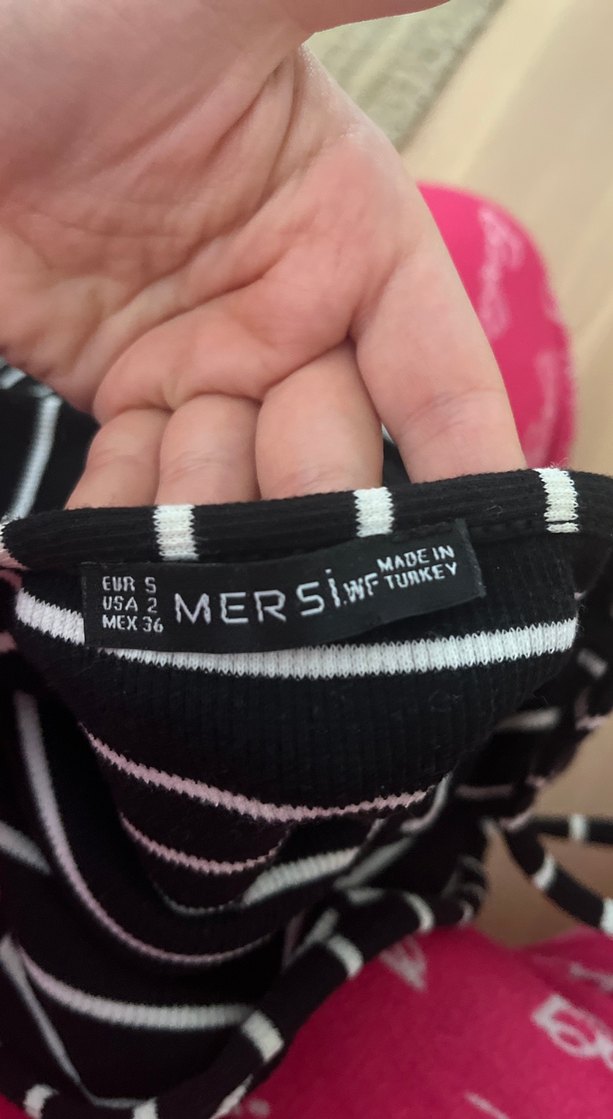 EUR S
USA 2
MEX 36
MERSİ.WF
MADE IN
TURKEY